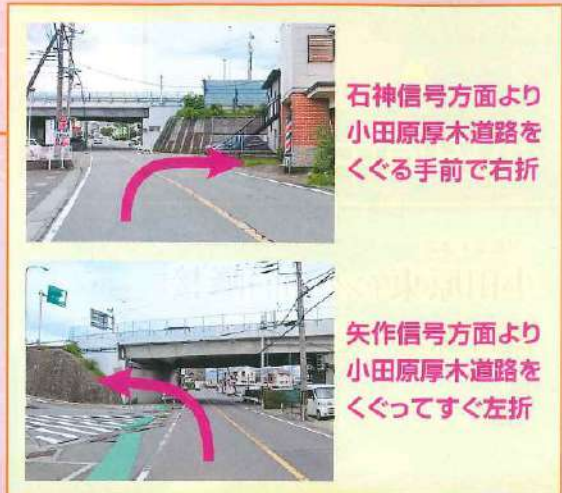 石神信号方面より
小田原厚木道路を
くぐる手前で右折
矢作信号方面より
小田原厚木道路を
くぐってすぐ左折